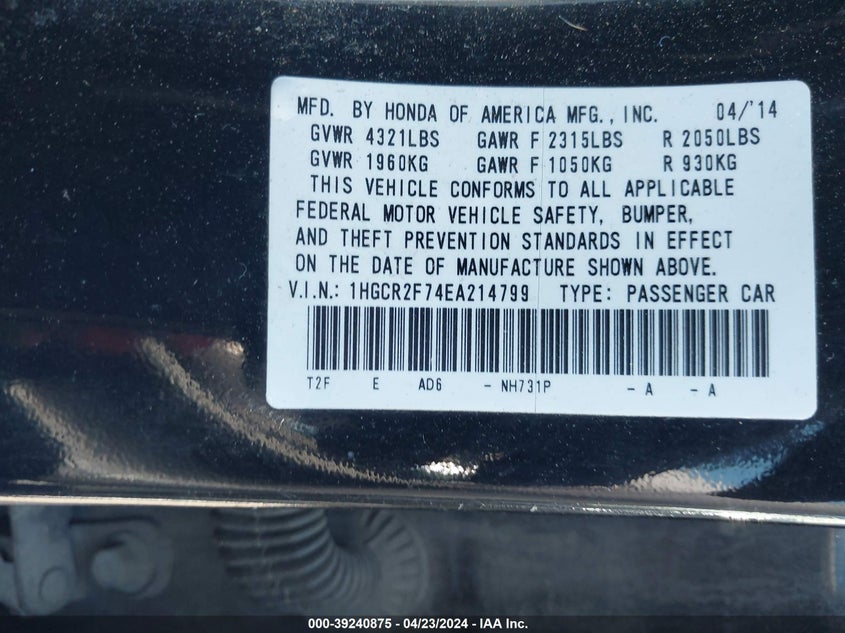 MFD. BY HONDA OF AMERICA MFG., INC. 04/'14
GVWR 4321LBS GAWR F 2315LBS R 2050LBS
GVWR 1960KG GAWR F 1050KG R 930KG
THIS VEHICLE CONFORMS TO ALL APPLICABLE
FEDERAL MOTOR VEHICLE SAFETY, BUMPER,
AND THEFT PREVENTION STANDARDS IN EFFECT
ON THE DATE OF MANUFACTURE SHOWN ABOVE.
V.I.N.: 1HGCR2F74EA214799 TYPE: PASSENGER CAR
T2F E AD6 - NH731P - A - A
000-39240875 / 04/23/2024 - IAA Inc.